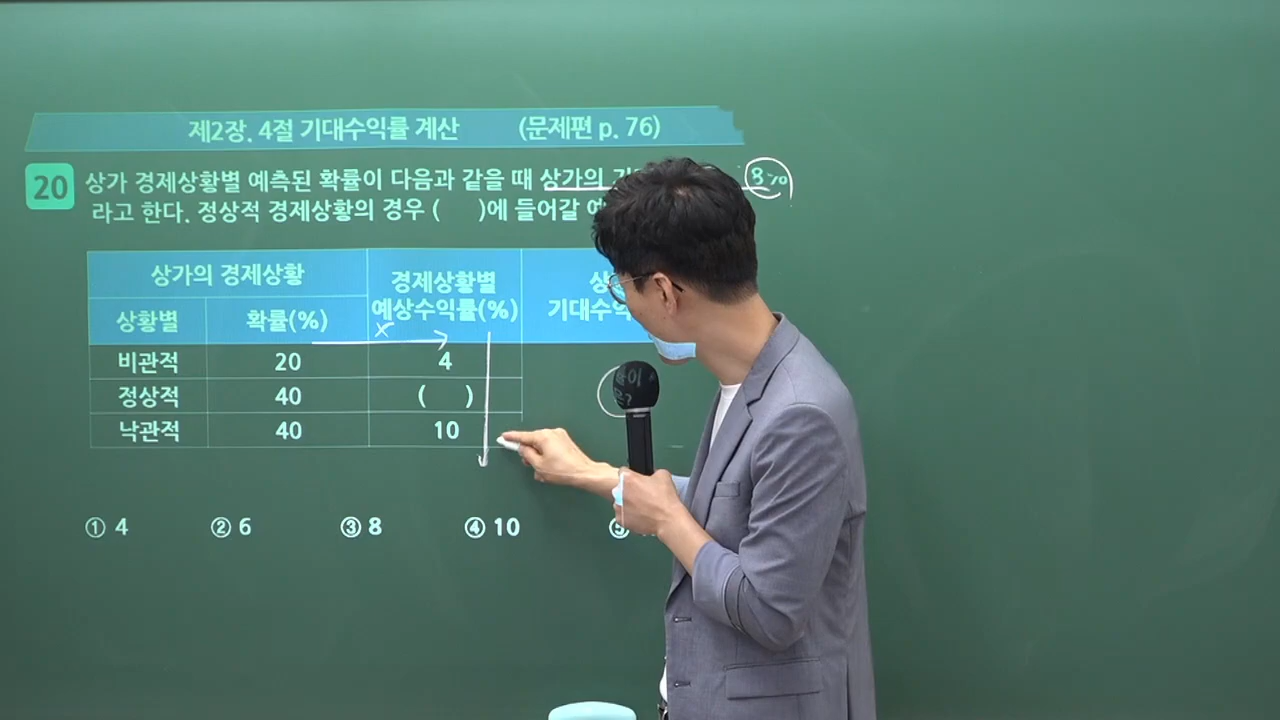 제2장. 4절 기대수익률 계산 (문제편 p. 76)
20 상가 경제상황별 예측된 확률이 다음과 같을 때 상가의 8%
라고 한다. 정상적 경제상황의 경우 ( )에 들어갈
상가의 경제상황
경제상황별
예상수익률(%)
상황별 확률(%)
비관적 20 4
정상적 40 ( )
낙관적 40 10
① 4 ② 6 ③ 8 ④ 10 ⑤